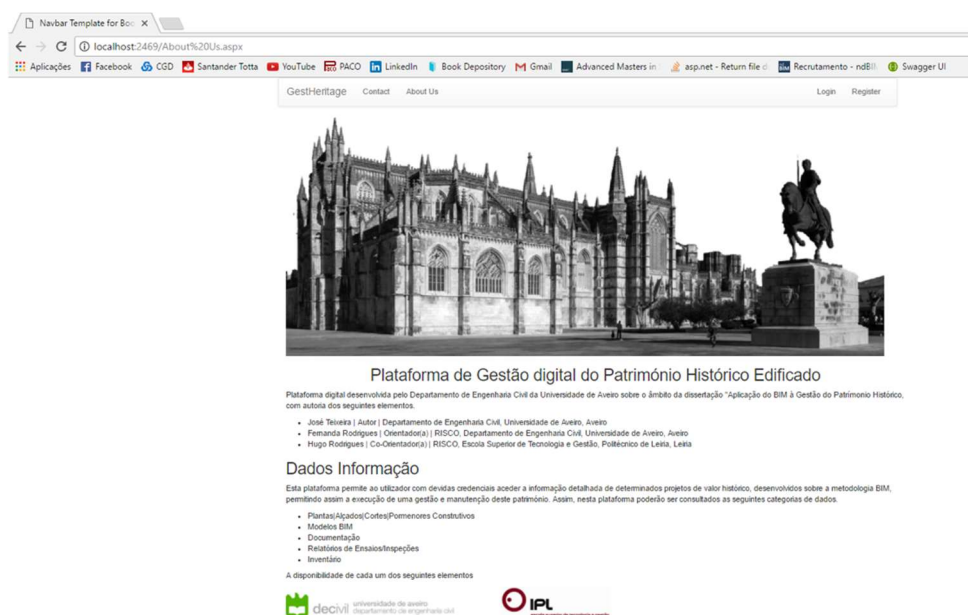 Navbar Template for Boo
localhost:2469/About%20Us.aspx
Aplicações Facebook CGD Santander Totta YouTube PACO LinkedIn Book Depository Gmail Advanced Masters in asp.net - Return file d Recrutamento - ndBI Swagger UI
GestHeritage Contact About Us Login Register
Plataforma de Gestão digital do Património Histórico Edificado
Plataforma digital desenvolvida pelo Departamento de Engenharia Civil da Universidade de Aveiro sobre o âmbito da dissertação "Aplicação do BIM à Gestão do Patrimonio Histórico,
com autoria dos seguintes elementos.
• José Teixeira | Autor | Departamento de Engenharia Civil, Universidade de Aveiro, Aveiro
• Fernanda Rodrigues | Orientador(a) | RISCO, Departamento de Engenharia Civil, Universidade de Aveiro, Aveiro
• Hugo Rodrigues | Co-Orientador(a) | RISCO, Escola Superior de Tecnologia e Gestão, Politécnico de Leiria, Leiria
Dados Informação
Esta plataforma permite ao utilizador com devidas credenciais aceder a informação detalhada de determinados projetos de valor histórico, desenvolvidos sobre a metodologia BIM,
permitindo assim a execução de uma gestão e manutenção deste património. Assim, nesta plataforma poderão ser consultados as seguintes categorias de dados.
• Plantas|Alçados|Cortes|Pormenores Construtivos
• Modelos BIM
• Documentação
• Relatórios de Ensaios/Inspeções
• Inventário
A disponibilidade de cada um dos seguintes elementos
decivil universidade de aveiro
departamento de engenharia civil
IPL